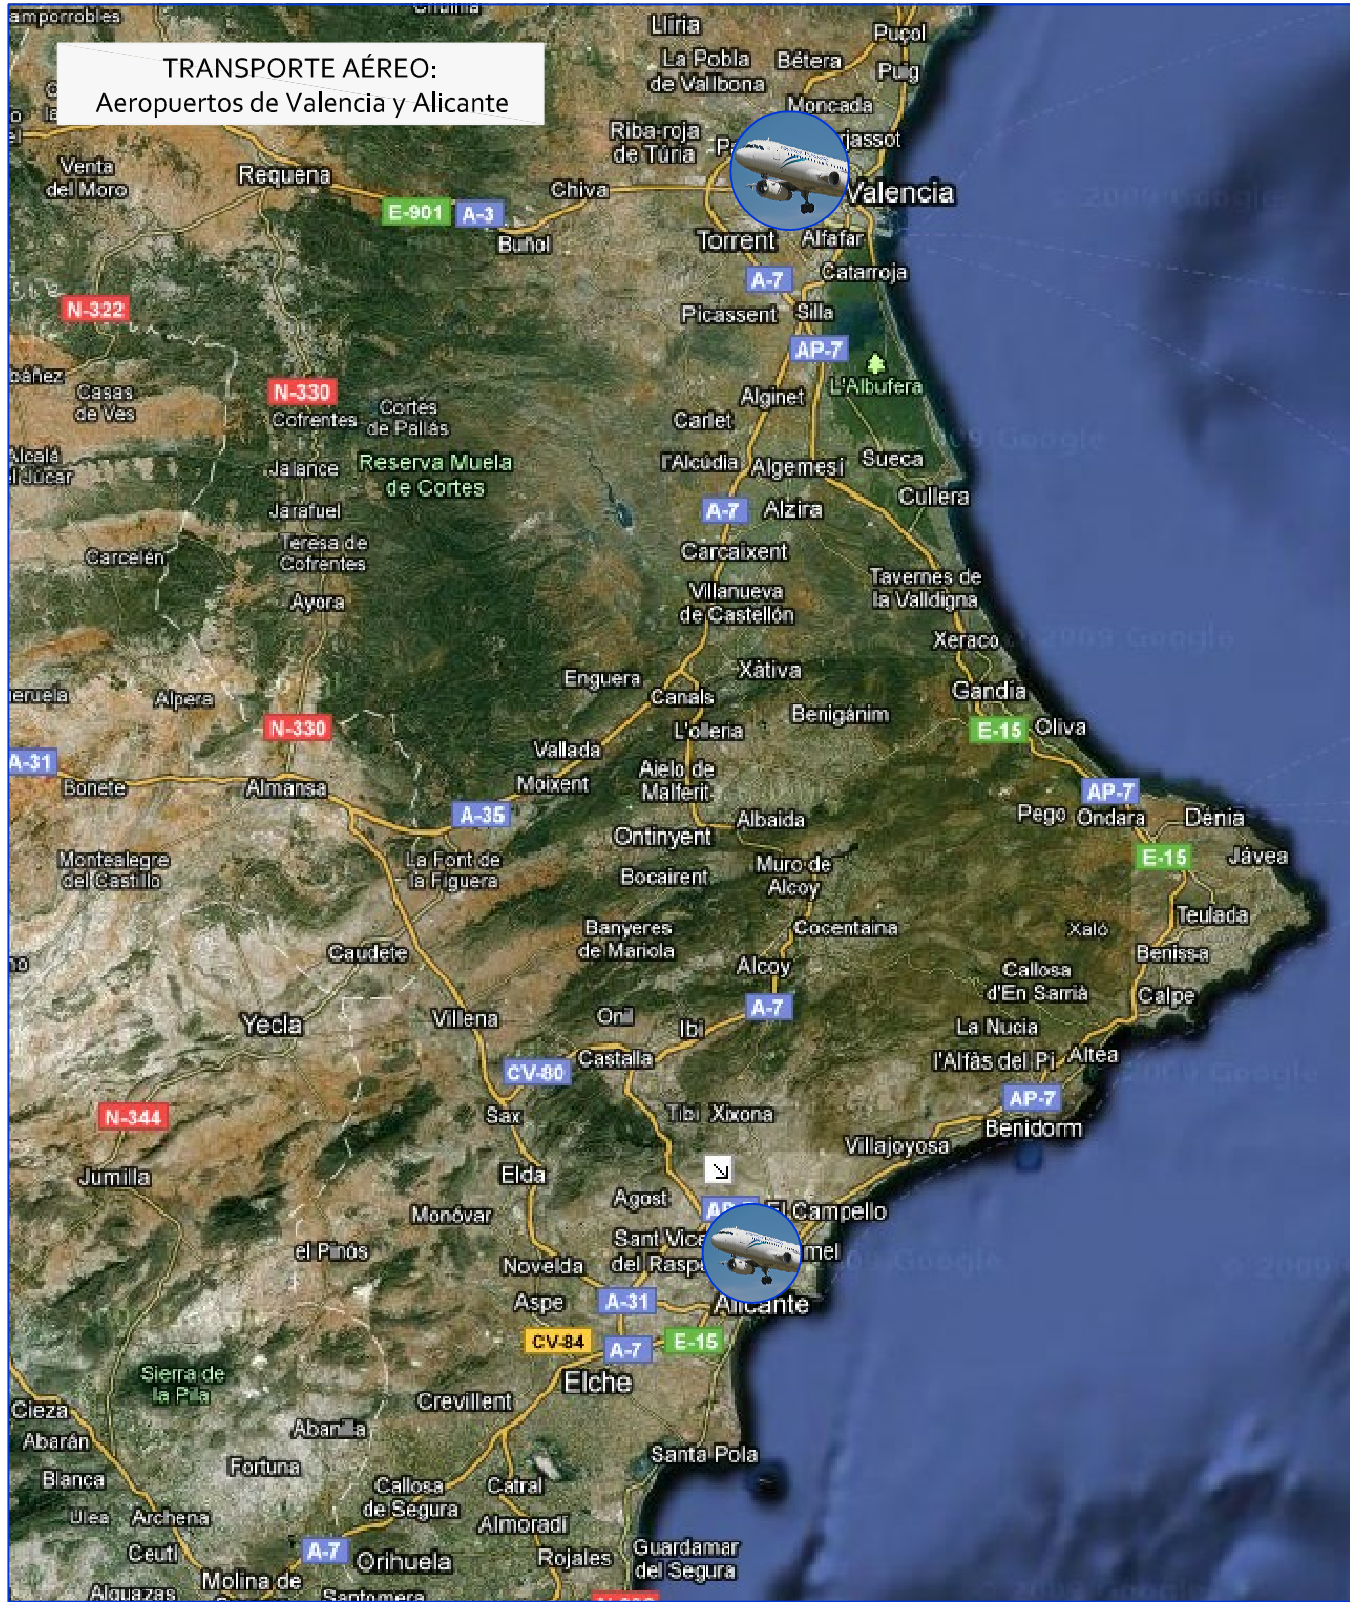 TRANSPORTE AÉREO:
Aeropuertos de Valencia y Alicante
Llíria
Puçol
La Pobla
de Vallbona
Bétera
Puig
Moncada
Riba-roja
de Túria
Venta
del Moro
Requena
Chiva
Valencia
E-901
A-3
Buñol
Torrent
Alfafar
Catarroja
A-7
N-322
Picassent
Silla
AP-7
L'Albufera
Casas
de Ves
N-330
Cofrentes
Cortes
de Pallás
Alginet
Carlet
Jalance
Reserva Muela
de Cortes
l'Alcúdia
Algemesí
Sueca
Cullera
Jarafuel
A-7
Alzira
Carcelén
Teresa de
Cofrentes
Carcaixent
Ayora
Villanueva
de Castellón
Tavernes de
la Valldigna
Xeraco
© 2009 Google
Enguera
Xàtiva
Canals
Gandia
Alpera
N-330
L'olleria
Benigánim
E-15
Oliva
A-31
Bonete
Almansa
Vallada
Moixent
Aielo de
Malferit
AP-7
A-35
Albaida
Pego
Ondara
Dénia
Ontinyent
Montealegre
del Castillo
La Font de
la Figuera
Bocairent
Muro de
Alcoy
E-15
Jávea
Banyeres
de Mariola
Cocentaina
Xaló
Teulada
Caudete
Alcoy
Callosa
d'En Sarrià
Benissa
Calpe
Yecla
Villena
Onil
Ibi
A-7
La Nucia
Castalla
l'Alfàs del Pi
Altea
CV-80
AP-7
N-344
Sax
Tibi
Xixona
Benidorm
Villajoyosa
Jumilla
Elda
Agost
Monóvar
El Campello
el Pinós
Novelda
Aspe
A-31
Alicante
CV-84
A-7
E-15
Sierra de
la Pila
Elche
Cieza
Crevillent
Abarán
Abanilla
Blanca
Fortuna
Santa Pola
Callosa
de Segura
Catral
Ulea
Archena
Almoradí
Ceutí
A-7
Orihuela
Rojales
Guardamar
del Segura
Molina de
Alguazas
Santomera